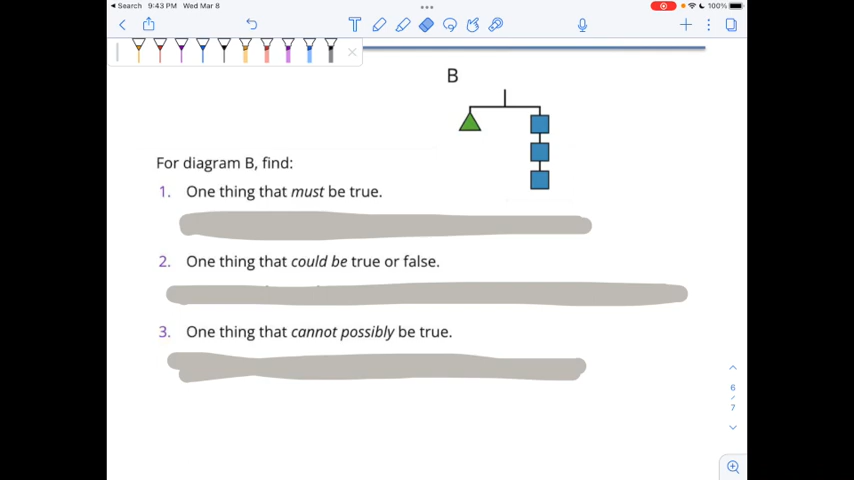 Search 9:43 PM Wed Mar 8
100%
T
B
For diagram B, find:
1. One thing that must be true.
2. One thing that could be true or false.
3. One thing that cannot possibly be true.
6
7